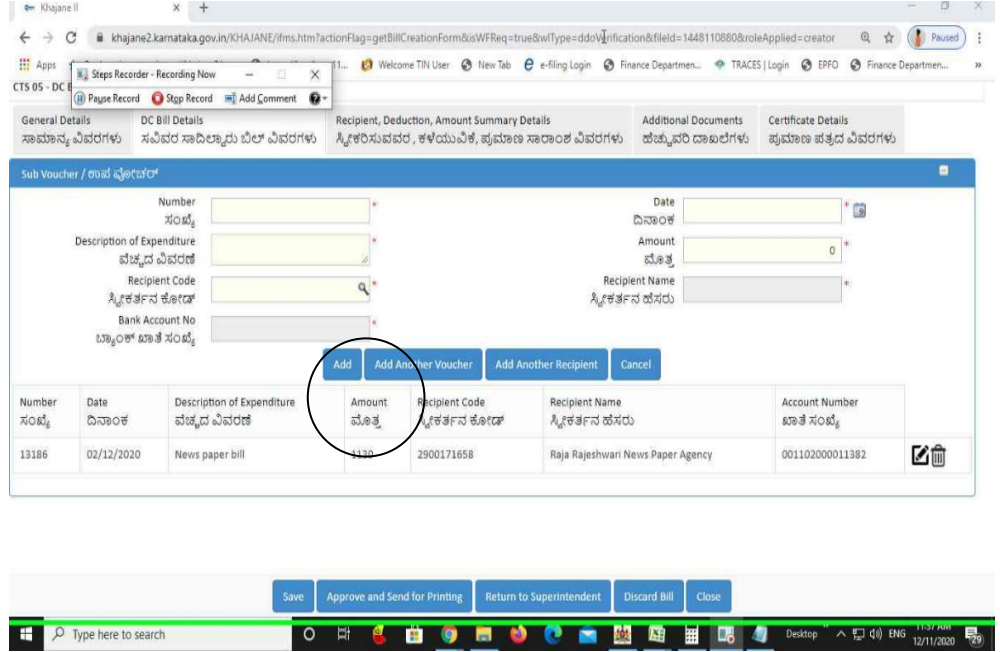 Khajane II
khajane2.karnataka.gov.in/KHAJANE/ifms.htm?actionFlag=getBillCreationForm&isWFReq=true&wlType=ddoVerification&fileId=1448110880&roleApplied=creator
Paused
Apps
Welcome TIN User
New Tab
e-filing Login
Finance Departmen...
TRACES | Login
EPFO
Finance Departmen...
Steps Recorder - Recording Now
Pause Record
Stop Record
Add Comment
CTS 05 - DC
General Details
DC Bill Details
Recipient, Deduction, Amount Summary Details
Additional Documents
Certificate Details
ಸಾಮಾನ್ಯ ವಿವರಗಳು
ಸವಿವರ ಸಾದಿಲ್ವಾರು ಬಿಲ್ ವಿವರಗಳು
ಸ್ವೀಕರಿಸುವವರ , ಕಳೆಯುವಿಕೆ, ಪ್ರಮಾಣ ಸಾರಾಂಶ ವಿವರಗಳು
ಹೆಚ್ಚುವರಿ ದಾಖಲೆಗಳು
ಪ್ರಮಾಣ ಪತ್ರದ ವಿವರಗಳು
Sub Voucher / ಉಪ ವೋಚರ್
Number
ಸಂಖ್ಯೆ
*
Date
ದಿನಾಂಕ
*
Description of Expenditure
ವೆಚ್ಚದ ವಿವರಣೆ
*
Amount
ಮೊತ್ತ
0 *
Recipient Code
ಸ್ವೀಕರ್ತನ ಕೋಡ್
*
Recipient Name
ಸ್ವೀಕರ್ತನ ಹೆಸರು
*
Bank Account No
ಬ್ಯಾಂಕ್ ಖಾತೆ ಸಂಖ್ಯೆ
*
Add
Add Another Voucher
Add Another Recipient
Cancel
Number
Date
Description of Expenditure
Amount
Recipient Code
Recipient Name
Account Number
ಸಂಖ್ಯೆ
ದಿನಾಂಕ
ವೆಚ್ಚದ ವಿವರಣೆ
ಮೊತ್ತ
ಸ್ವೀಕರ್ತನ ಕೋಡ್
ಸ್ವೀಕರ್ತನ ಹೆಸರು
ಖಾತೆ ಸಂಖ್ಯೆ
13186
02/12/2020
News paper bill
1130
2900171658
Raja Rajeshwari News Paper Agency
001102000011382
Save
Approve and Send for Printing
Return to Superintendent
Discard Bill
Close
Type here to search
Desktop
ENG
11:37 AM
12/11/2020
29